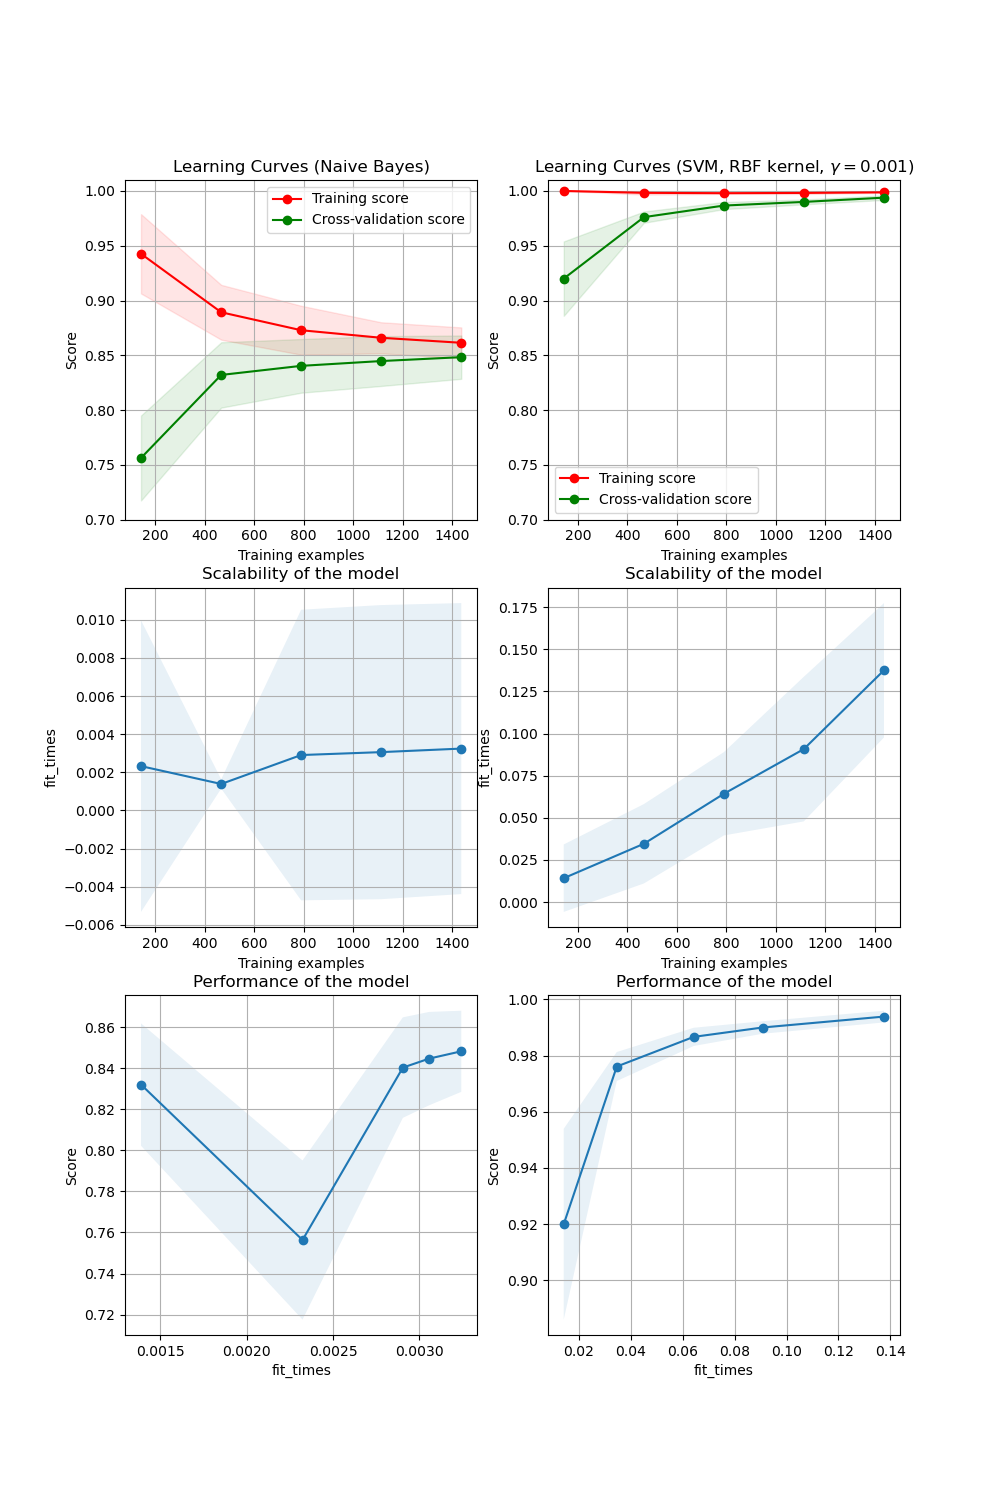 Learning Curves (Naive Bayes)
1.00
0.95
0.90
0.85
0.80
0.75
0.70
Score
Training score
Cross-validation score
200 400 600 800 1000 1200 1400
Training examples
Learning Curves (SVM, RBF kernel, γ = 0.001)
1.00
0.95
0.90
0.85
0.80
0.75
0.70
Score
Training score
Cross-validation score
200 400 600 800 1000 1200 1400
Training examples
Scalability of the model
0.010
0.008
0.006
0.004
0.002
0.000
−0.002
−0.004
−0.006
fit_times
200 400 600 800 1000 1200 1400
Training examples
Scalability of the model
0.175
0.150
0.125
0.100
0.075
0.050
0.025
0.000
fit_times
200 400 600 800 1000 1200 1400
Training examples
Performance of the model
0.86
0.84
0.82
0.80
0.78
0.76
0.74
0.72
Score
0.0015 0.0020 0.0025 0.0030
fit_times
Performance of the model
1.00
0.98
0.96
0.94
0.92
0.90
Score
0.02 0.04 0.06 0.08 0.10 0.12 0.14
fit_times